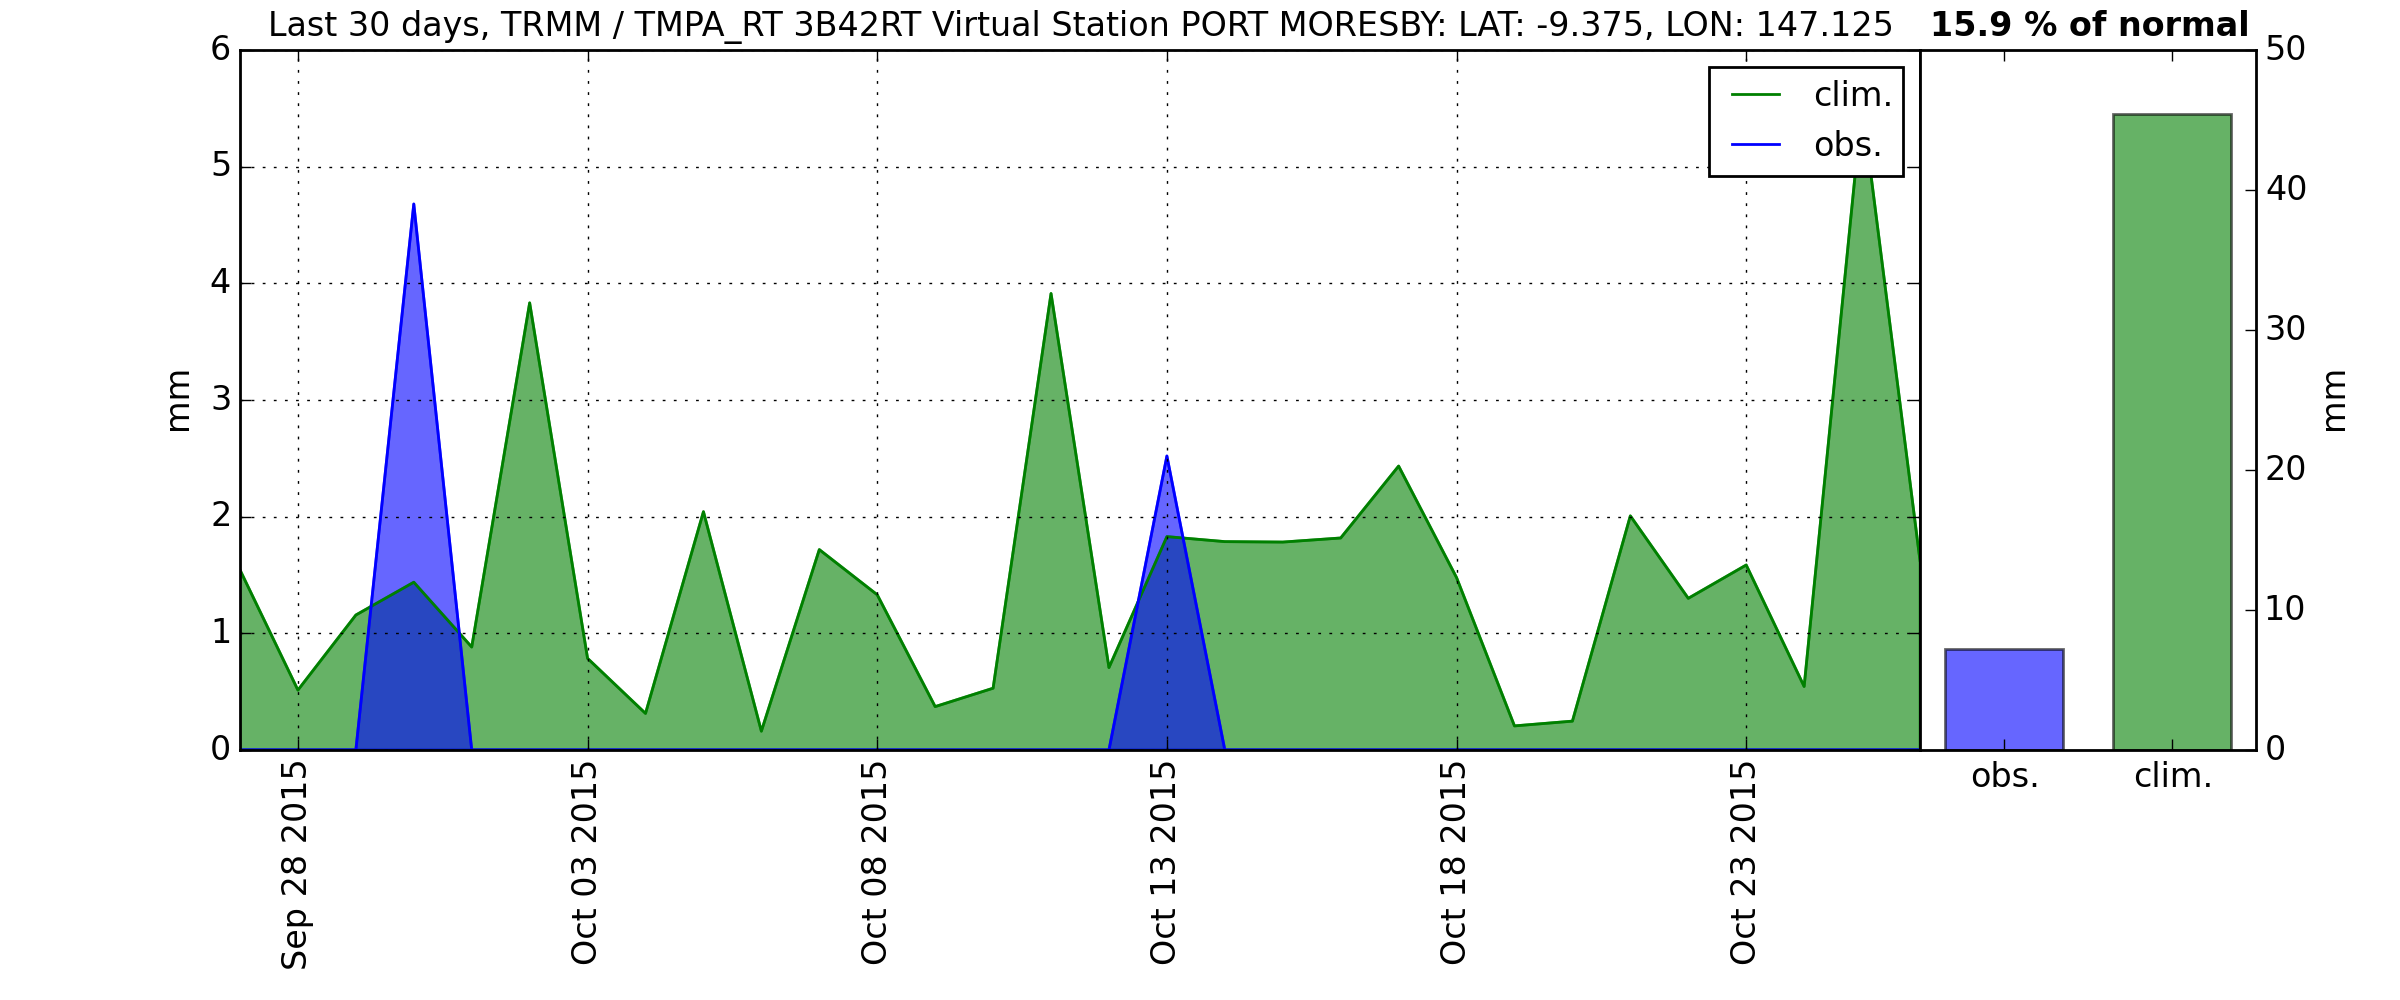 Last 30 days, TRMM / TMPA_RT 3B42RT Virtual Station PORT MORESBY: LAT: -9.375, LON: 147.125
15.9 % of normal
6
5
4
3
2
1
0
mm
clim.
obs.
50
40
30
20
10
0
mm
obs.
clim.
Sep 28 2015
Oct 03 2015
Oct 08 2015
Oct 13 2015
Oct 18 2015
Oct 23 2015